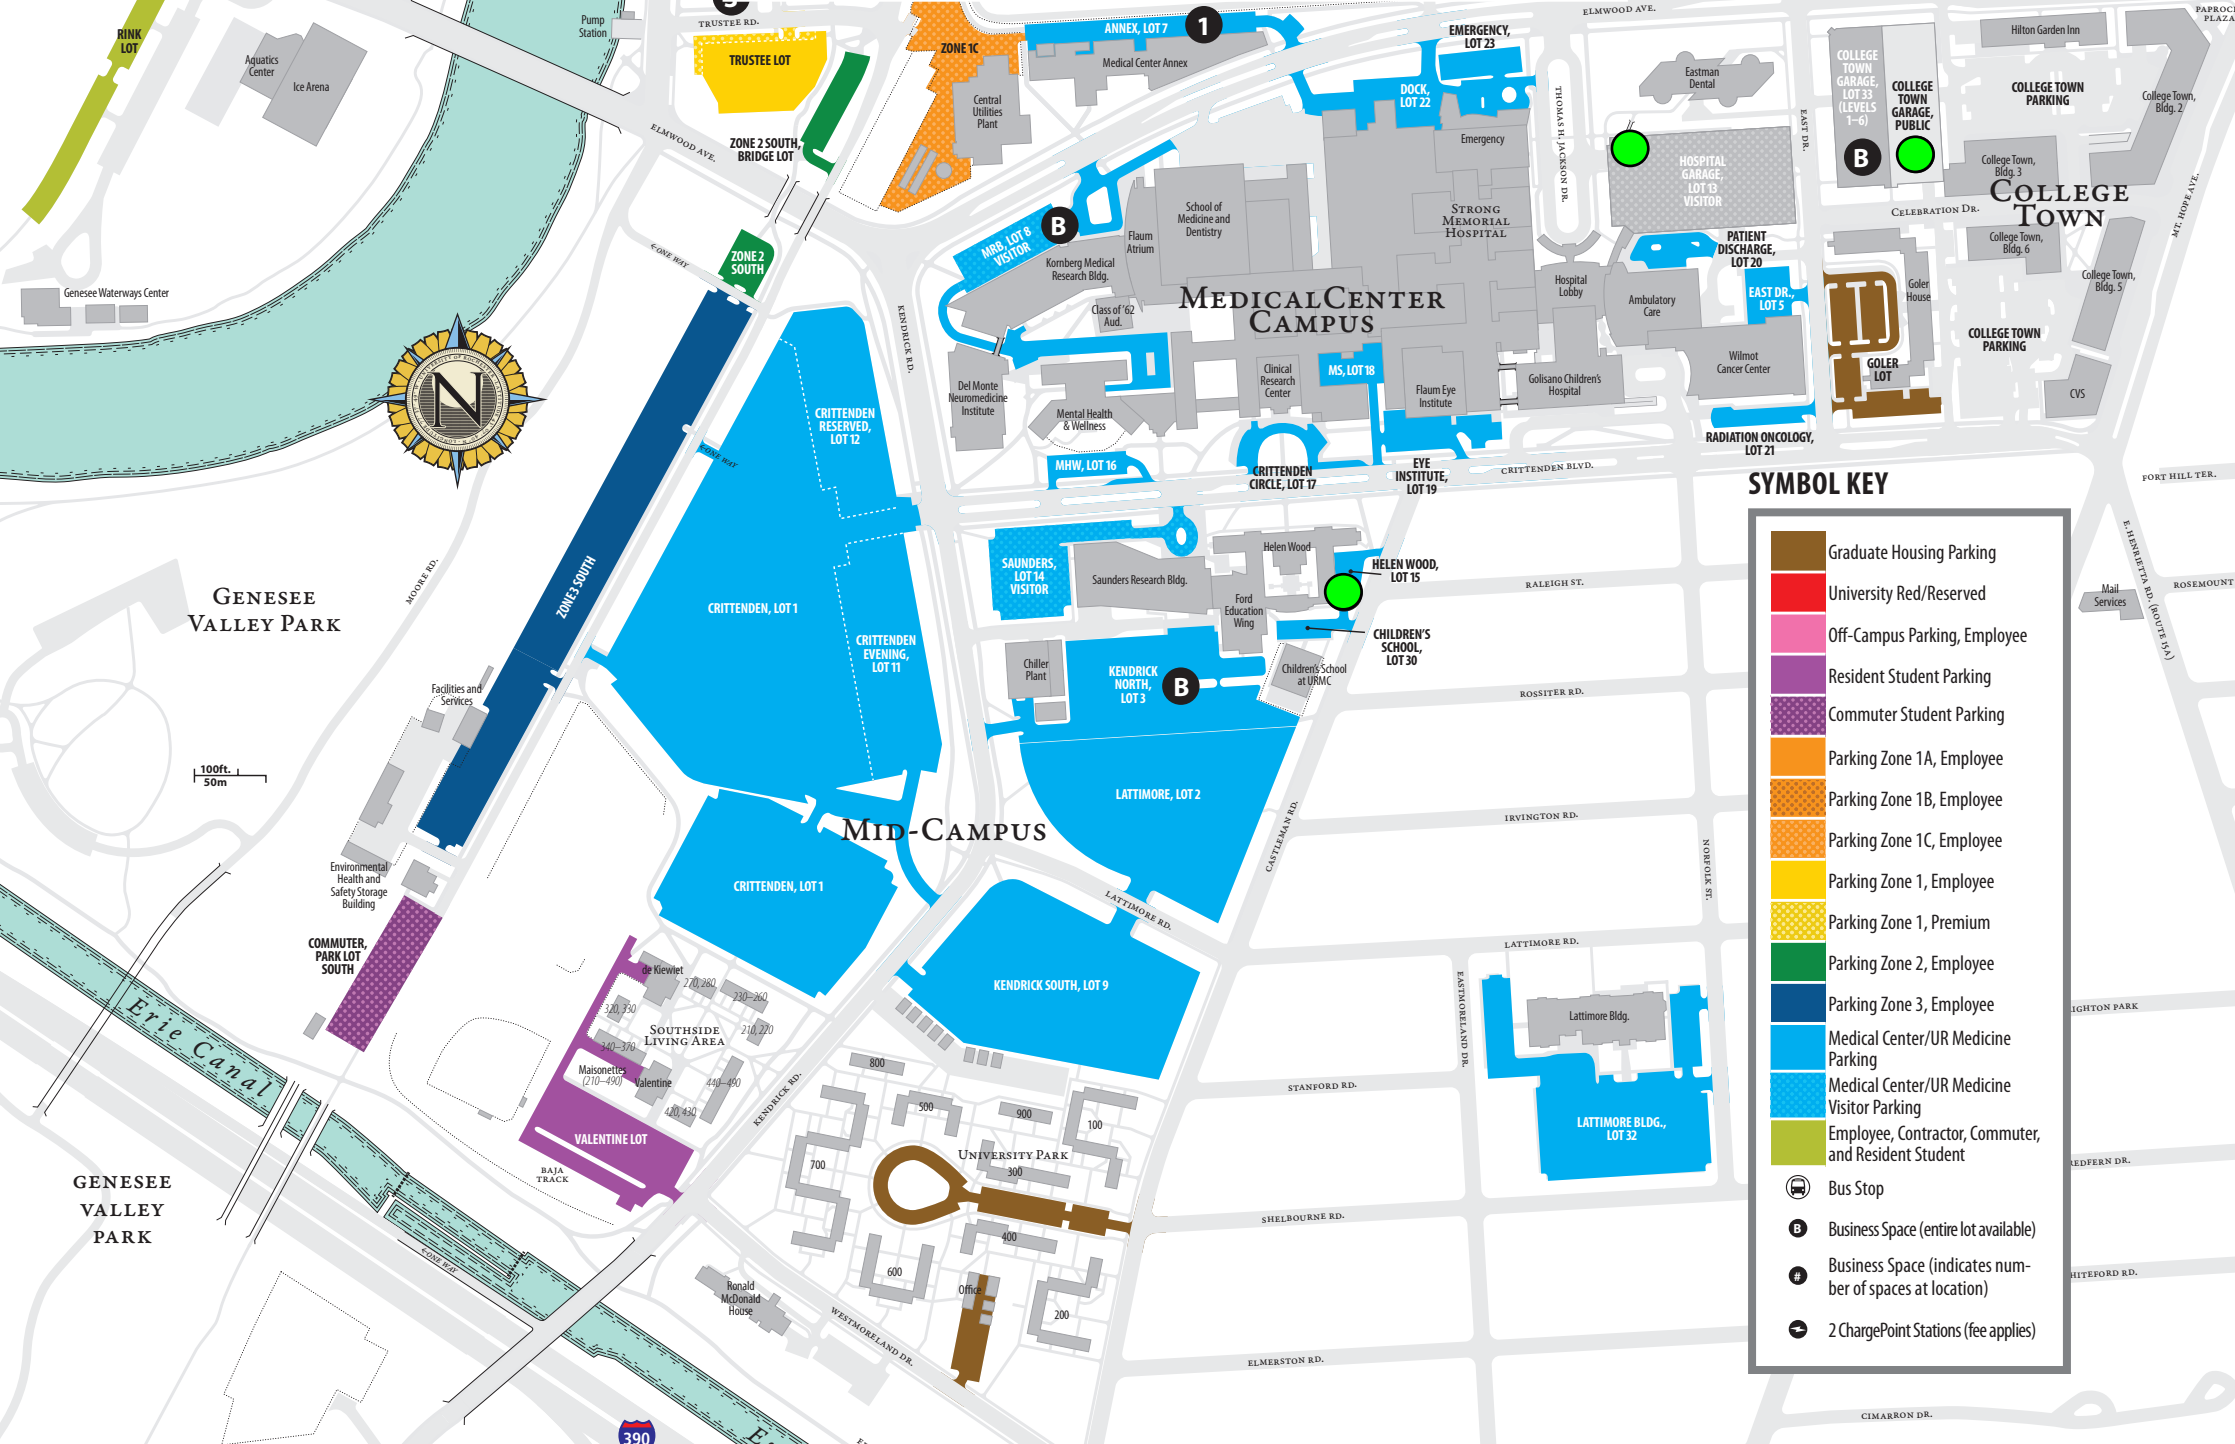 RINK
LOT
Aquatics
Center
Ice Arena
Pump
Station
TRUSTEE RD.
TRUSTEE LOT
ZONE 2 SOUTH,
BRIDGE LOT
ELMWOOD AVE.
ZONE 1C
Central
Utilities
Plant
ANNEX, LOT 7
1
Medical Center Annex
EMERGENCY,
LOT 23
DOCK,
LOT 22
Emergency
ELMWOOD AVE.
THOMAS H. JACKSON DR.
Eastman
Dental
HOSPITAL
GARAGE,
LOT 13
VISITOR
EAST DR.
COLLEGE
TOWN
GARAGE,
LOT 33
(LEVELS
1–6)
B
COLLEGE
TOWN
GARAGE,
PUBLIC
Hilton Garden Inn
COLLEGE TOWN
PARKING
College Town,
Bldg. 2
College Town,
Bldg. 3
COLLEGE
TOWN
CELEBRATION DR.
MT. HOPE AVE.
College Town,
Bldg. 6
College Town,
Bldg. 5
COLLEGE TOWN
PARKING
CVS
Goler
House
GOLER
LOT
PATIENT
DISCHARGE,
LOT 20
EAST DR.,
LOT 5
Ambulatory
Care
Wilmot
Cancer Center
RADIATION ONCOLOGY,
LOT 21
Hospital
Lobby
STRONG
MEMORIAL
HOSPITAL
School of
Medicine and
Dentistry
Flaum
Atrium
MRB, LOT 8
VISITOR
B
Kornberg Medical
Research Bldg.
Class of '62
Aud.
MEDICAL CENTER
CAMPUS
Clinical
Research
Center
MS, LOT 18
Flaum Eye
Institute
Golisano Children's
Hospital
Del Monte
Neuromedicine
Institute
Mental Health
& Wellness
MHW, LOT 16
CRITTENDEN
CIRCLE, LOT 17
EYE
INSTITUTE,
LOT 19
CRITTENDEN BLVD.
FORT HILL TER.
E. HENRIETTA RD. (ROUTE 15A)
ROSEMOUNT
Mail
Services
ONE WAY
ZONE 2
SOUTH
KENDRICK RD.
Genesee Waterways Center
N
CRITTENDEN
RESERVED,
LOT 12
ONE WAY
ZONE 3 SOUTH
CRITTENDEN, LOT 1
CRITTENDEN
EVENING,
LOT 11
SAUNDERS,
LOT 14
VISITOR
Saunders Research Bldg.
Helen Wood
Ford
Education
Wing
HELEN WOOD,
LOT 15
CHILDREN'S
SCHOOL,
LOT 30
Children's School
at URMC
Chiller
Plant
KENDRICK
NORTH,
LOT 3
B
LATTIMORE, LOT 2
RALEIGH ST.
ROSSITER RD.
IRVINGTON RD.
NORFOLK ST.
CASTLEMAN RD.
LATTIMORE RD.
LATTIMORE RD.
GENESEE
VALLEY PARK
MOORE RD.
100ft.
50m
Facilities and
Services
Environmental
Health and
Safety Storage
Building
COMMUTER,
PARK LOT
SOUTH
MID-CAMPUS
CRITTENDEN, LOT 1
KENDRICK SOUTH, LOT 9
de Kiewiet
270, 280
230–260
320, 330
210, 220
SOUTHSIDE
LIVING AREA
340–370
Maisonettes
(210–490)
Valentine
440–490
420, 430
VALENTINE LOT
BAJA
TRACK
KENDRICK RD.
Erie Canal
GENESEE
VALLEY
PARK
ONE WAY
390
800
500
900
100
700
UNIVERSITY PARK
300
400
600
Office
200
Ronald
McDonald
House
WESTMORELAND DR.
EASTMORELAND DR.
Lattimore Bldg.
LATTIMORE BLDG.,
LOT 32
STANFORD RD.
SHELBOURNE RD.
ELMERSTON RD.
CIMARRON DR.
SYMBOL KEY
Graduate Housing Parking
University Red/Reserved
Off-Campus Parking, Employee
Resident Student Parking
Commuter Student Parking
Parking Zone 1A, Employee
Parking Zone 1B, Employee
Parking Zone 1C, Employee
Parking Zone 1, Employee
Parking Zone 1, Premium
Parking Zone 2, Employee
Parking Zone 3, Employee
Medical Center/UR Medicine
Parking
Medical Center/UR Medicine
Visitor Parking
Employee, Contractor, Commuter,
and Resident Student
Bus Stop
B Business Space (entire lot available)
# Business Space (indicates num-
ber of spaces at location)
2 ChargePoint Stations (fee applies)